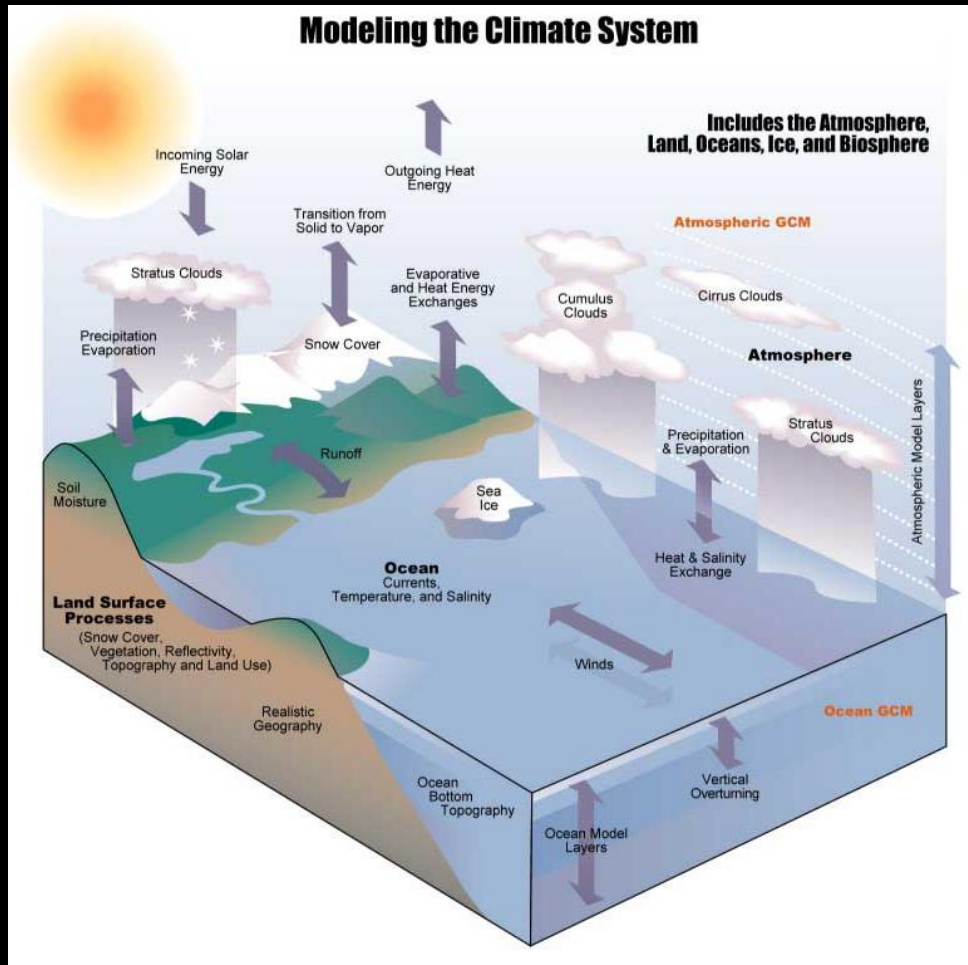 Modeling the Climate System
Includes the Atmosphere,
Land, Oceans, Ice, and Biosphere
Incoming Solar
Energy
Outgoing Heat
Energy
Transition from
Solid to Vapor
Atmospheric GCM
Stratus Clouds
Evaporative
and Heat Energy
Exchanges
Cumulus
Clouds
Cirrus Clouds
Precipitation
Evaporation
Snow Cover
Atmosphere
Stratus
Clouds
Precipitation
& Evaporation
Atmospheric Model Layers
Runoff
Soil
Moisture
Sea
Ice
Heat & Salinity
Exchange
Ocean
Currents,
Temperature, and Salinity
Land Surface
Processes
(Snow Cover,
Vegetation, Reflectivity,
Topography and Land Use)
Winds
Realistic
Geography
Ocean GCM
Ocean
Bottom
Topography
Vertical
Overturning
Ocean Model
Layers